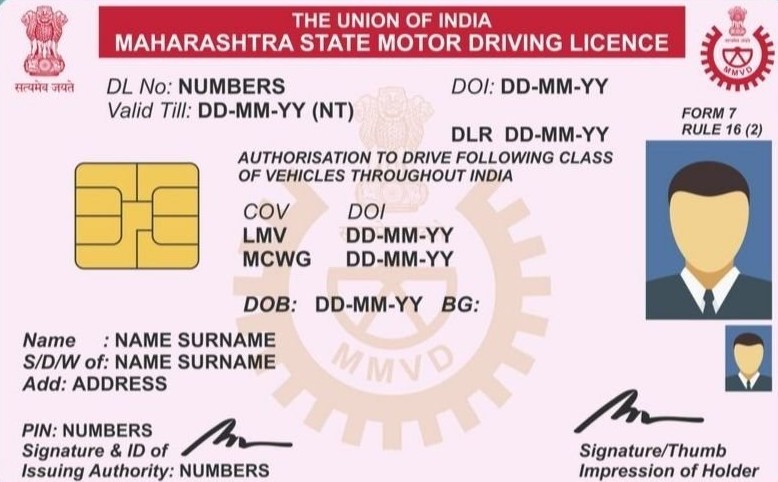 THE UNION OF INDIA
MAHARASHTRA STATE MOTOR DRIVING LICENCE
सत्यमेव जयते
MMVD
DL No: NUMBERS DOI: DD-MM-YY
Valid Till: DD-MM-YY (NT)
FORM 7
RULE 16 (2)
DLR DD-MM-YY
AUTHORISATION TO DRIVE FOLLOWING CLASS
OF VEHICLES THROUGHOUT INDIA
COV DOI
LMV DD-MM-YY
MCWG DD-MM-YY
DOB: DD-MM-YY BG:
MMVD
Name : NAME SURNAME
S/D/W of: NAME SURNAME
Add: ADDRESS
PIN: NUMBERS
Signature & ID of
Issuing Authority: NUMBERS
Signature/Thumb
Impression of Holder